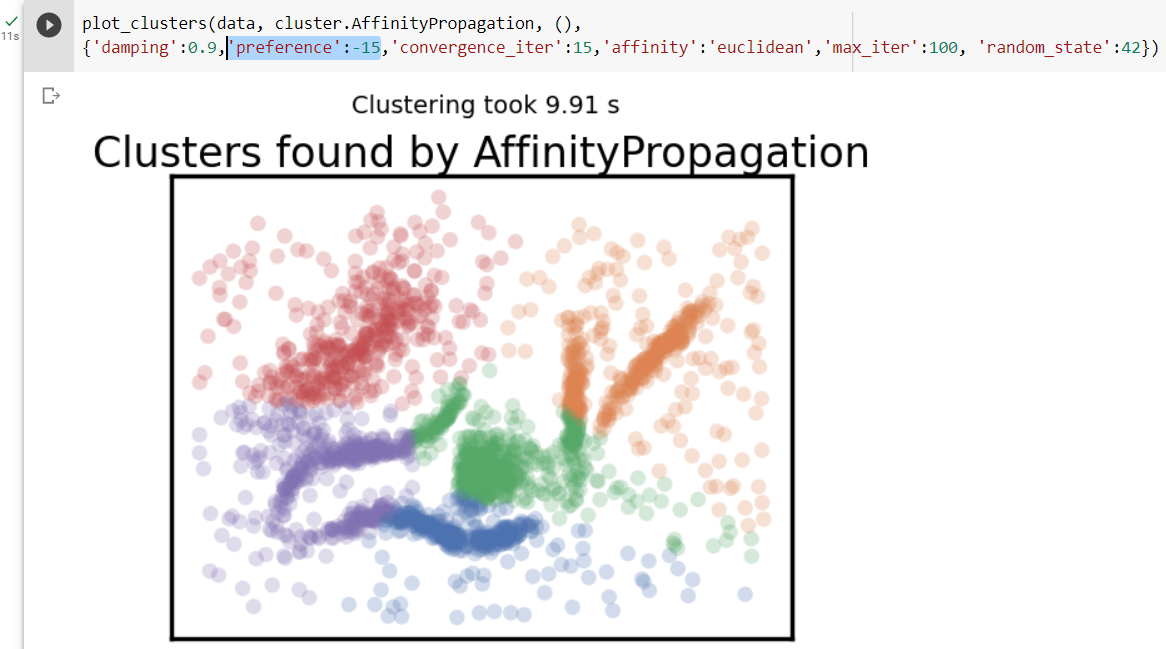 plot_clusters(data, cluster.AffinityPropagation, (),
{'damping':0.9,'preference':-15,'convergence_iter':15,'affinity':'euclidean','max_iter':100, 'random_state':42})
11s
Clustering took 9.91 s
Clusters found by AffinityPropagation